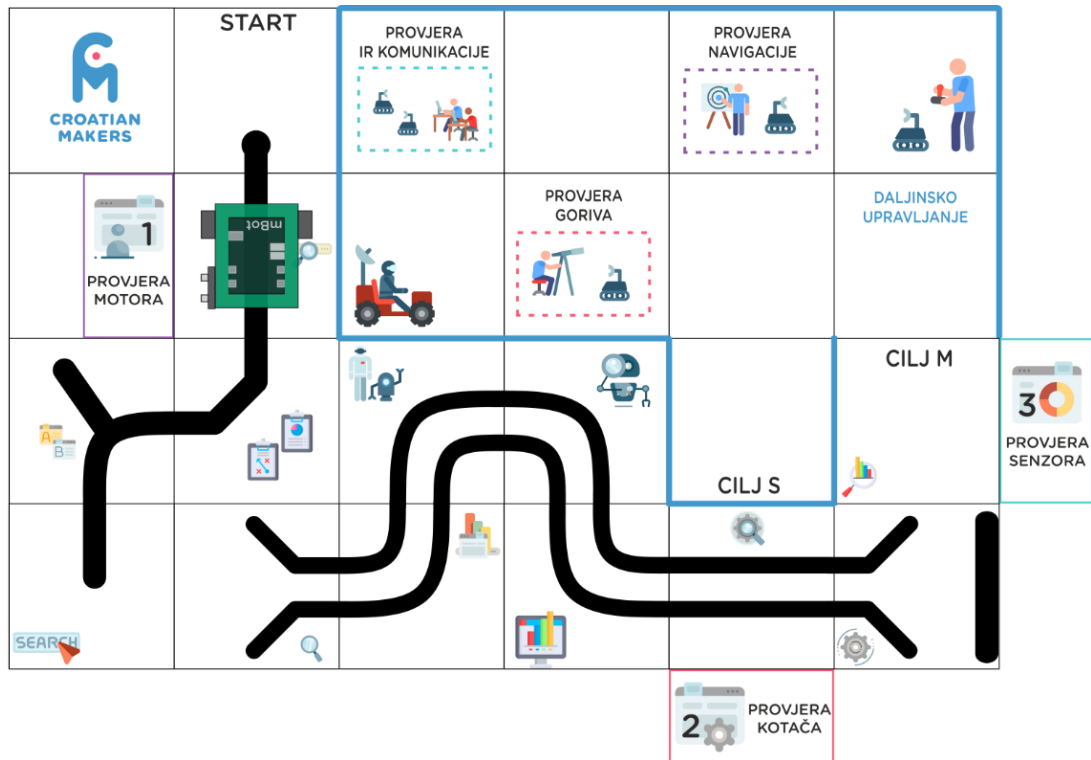 START
PROVJERA
IR KOMUNIKACIJE
PROVJERA
NAVIGACIJE
CROATIAN
MAKERS
1
PROVJERA
MOTORA
mBot
PROVJERA
GORIVA
DALJINSKO
UPRAVLJANJE
A
B
CILJ S
CILJ M
3
PROVJERA
SENZORA
SEARCH
2
PROVJERA
KOTAČA